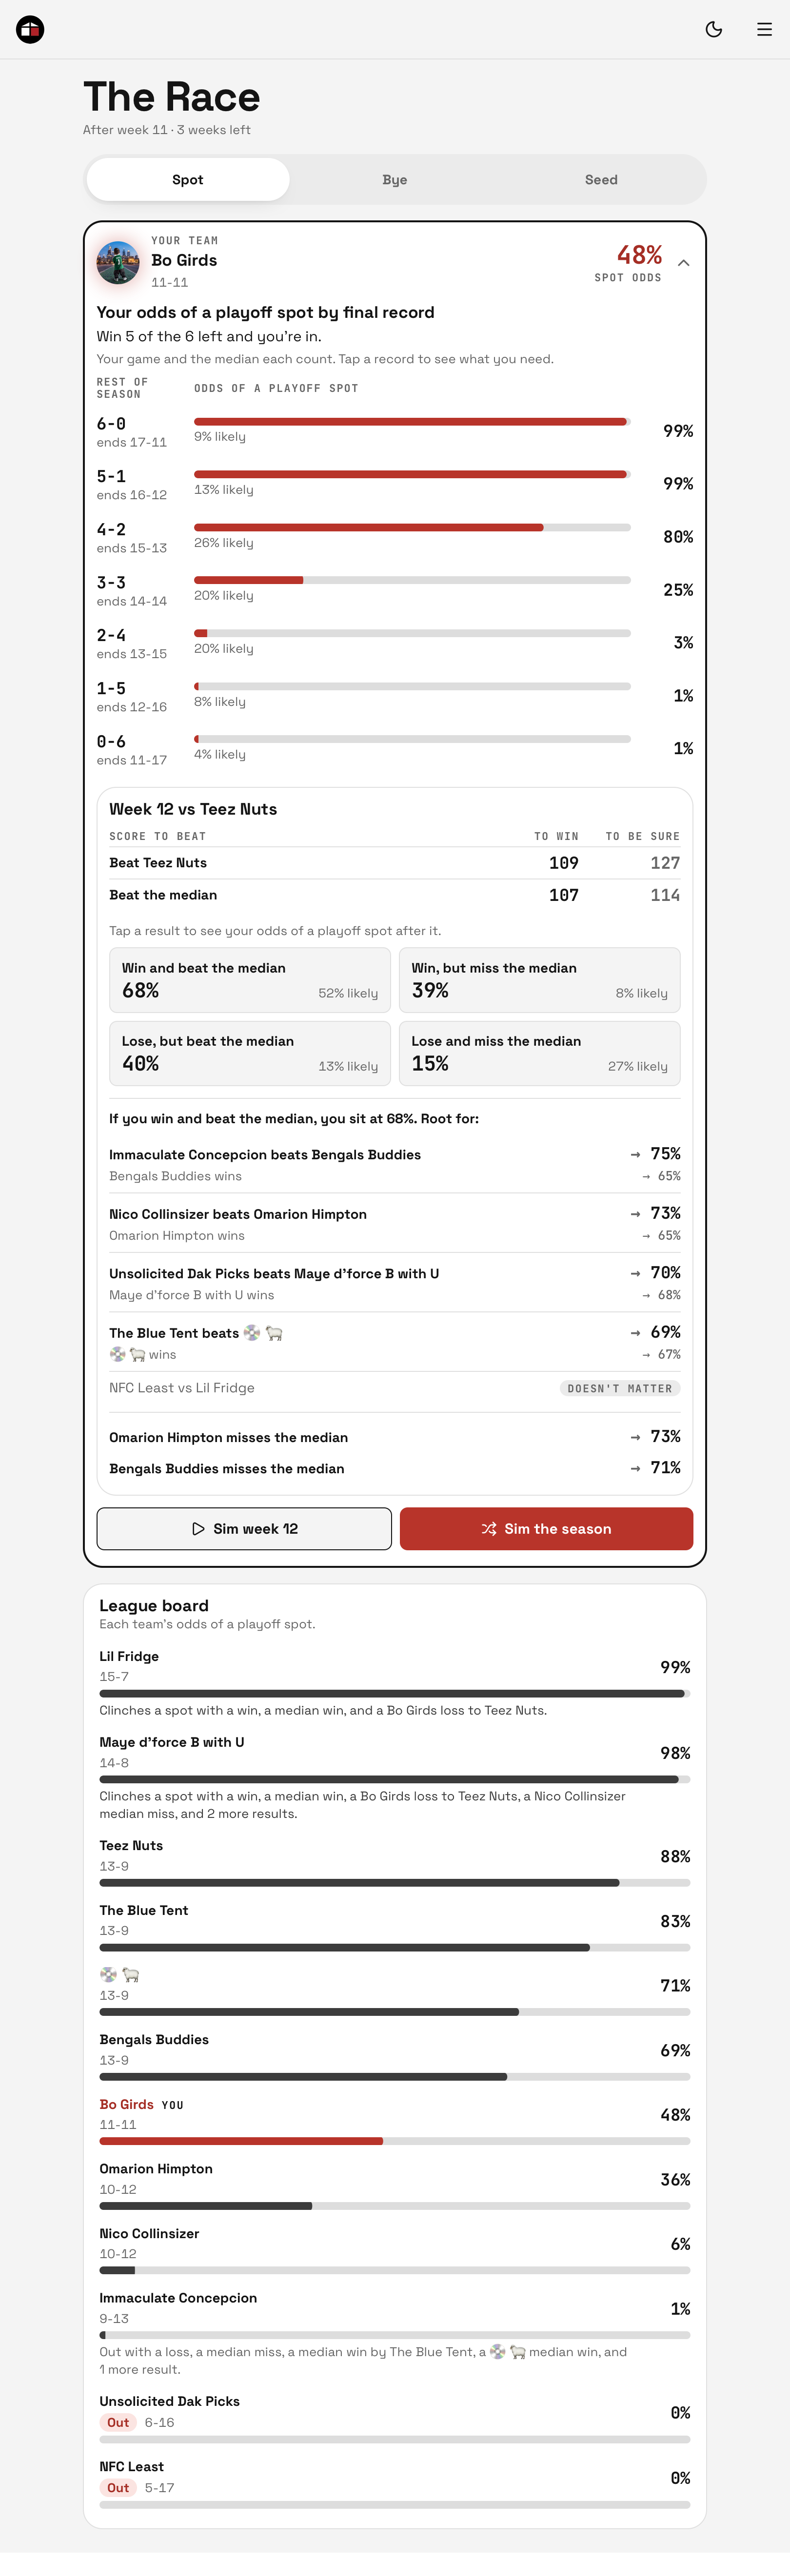 The Race
After week 11 · 3 weeks left
Spot
Bye
Seed
YOUR TEAM
Bo Girds
11-11
48%
SPOT ODDS
Your odds of a playoff spot by final record
Win 5 of the 6 left and you're in.
Your game and the median each count. Tap a record to see what you need.
REST OF
SEASON
ODDS OF A PLAYOFF SPOT
6-0
ends 17-11
9% likely
99%
5-1
ends 16-12
13% likely
99%
4-2
ends 15-13
26% likely
80%
3-3
ends 14-14
20% likely
25%
2-4
ends 13-15
20% likely
3%
1-5
ends 12-16
8% likely
1%
0-6
ends 11-17
4% likely
1%
Week 12 vs Teez Nuts
SCORE TO BEAT TO WIN TO BE SURE
Beat Teez Nuts 109 127
Beat the median 107 114
Tap a result to see your odds of a playoff spot after it.
Win and beat the median
68% 52% likely
Win, but miss the median
39% 8% likely
Lose, but beat the median
40% 13% likely
Lose and miss the median
15% 27% likely
If you win and beat the median, you sit at 68%. Root for:
Immaculate Concepcion beats Bengals Buddies → 75%
Bengals Buddies wins → 65%
Nico Collinsizer beats Omarion Himpton → 73%
Omarion Himpton wins → 65%
Unsolicited Dak Picks beats Maye d'force B with U → 70%
Maye d'force B with U wins → 68%
The Blue Tent beats 💿 🐑 → 69%
💿 🐑 wins → 67%
NFC Least vs Lil Fridge DOESN'T MATTER
Omarion Himpton misses the median → 73%
Bengals Buddies misses the median → 71%
Sim week 12
Sim the season
League board
Each team's odds of a playoff spot.
Lil Fridge
15-7
99%
Clinches a spot with a win, a median win, and a Bo Girds loss to Teez Nuts.
Maye d'force B with U
14-8
98%
Clinches a spot with a win, a median win, a Bo Girds loss to Teez Nuts, a Nico Collinsizer
median miss, and 2 more results.
Teez Nuts
13-9
88%
The Blue Tent
13-9
83%
💿 🐑
13-9
71%
Bengals Buddies
13-9
69%
Bo Girds YOU
11-11
48%
Omarion Himpton
10-12
36%
Nico Collinsizer
10-12
6%
Immaculate Concepcion
9-13
1%
Out with a loss, a median miss, a median win by The Blue Tent, a 💿 🐑 median win, and
1 more result.
Unsolicited Dak Picks
Out 6-16
0%
NFC Least
Out 5-17
0%